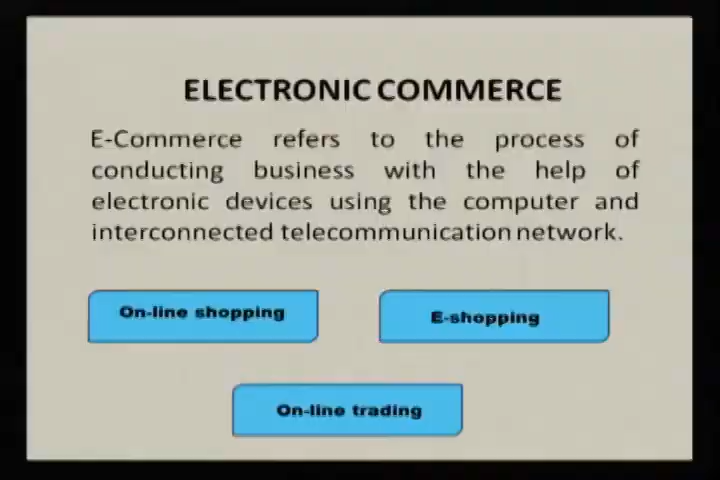 ELECTRONIC COMMERCE
E-Commerce refers to the process of
conducting business with the help of
electronic devices using the computer and
interconnected telecommunication network.
On-line shopping
E-shopping
On-line trading